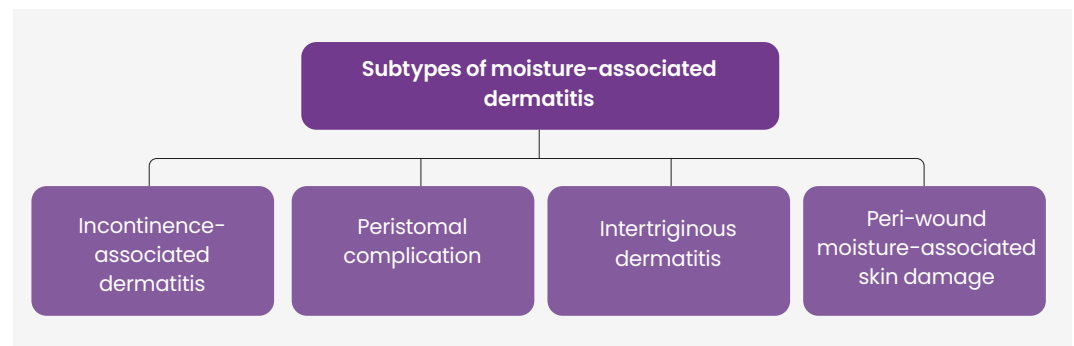 Subtypes of moisture-associated
dermatitis
Incontinence-
associated
dermatitis
Peristomal
complication
Intertriginous
dermatitis
Peri-wound
moisture-associated
skin damage